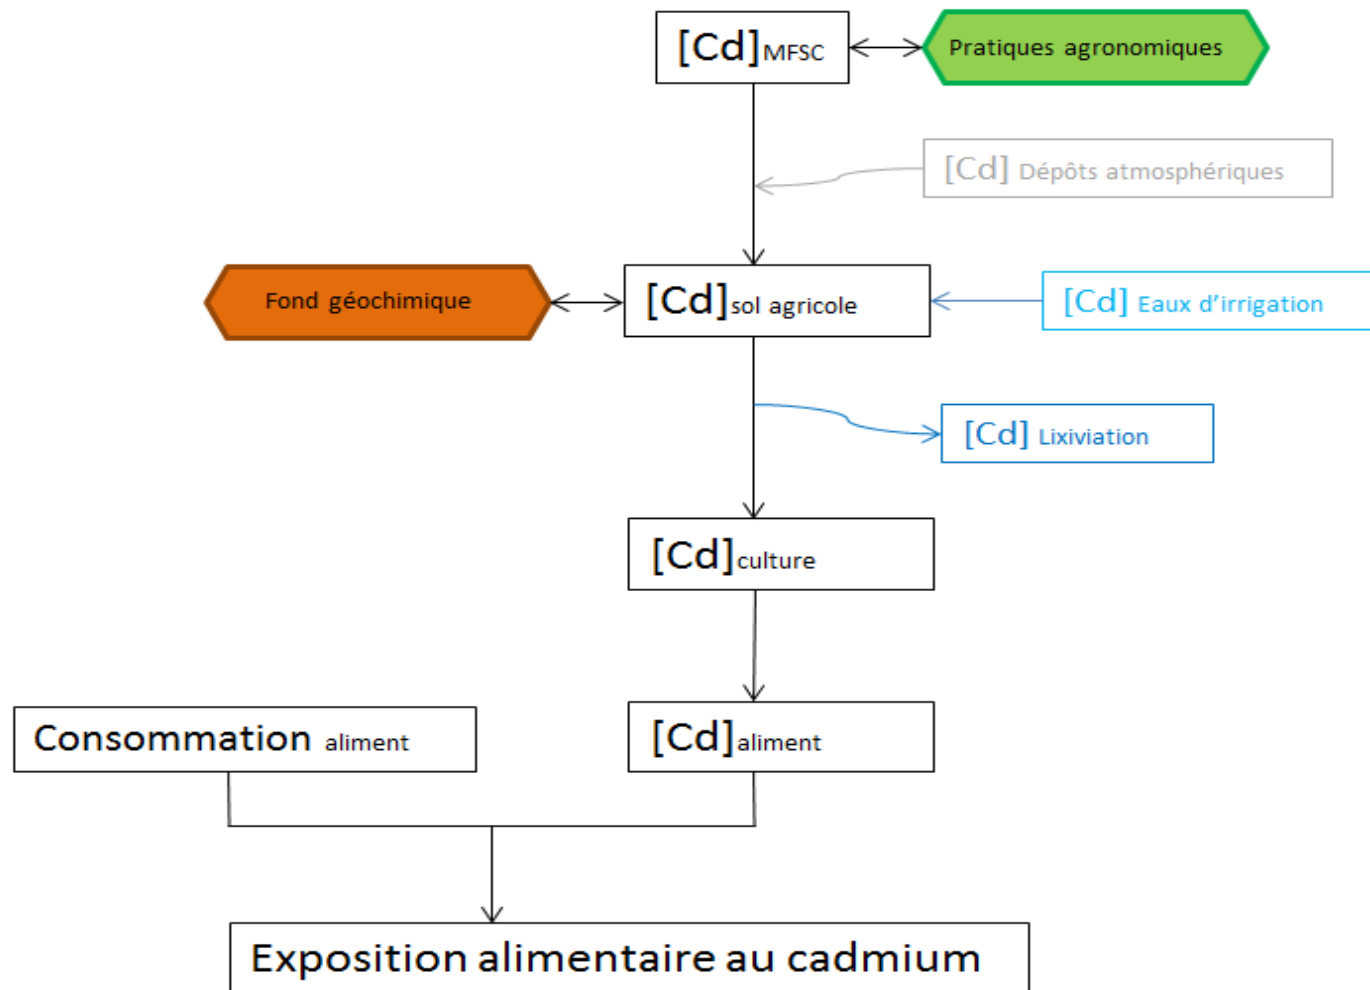 [Cd]MFSC
Pratiques agronomiques
[Cd] Dépôts atmosphériques
Fond géochimique
[Cd]sol agricole
[Cd] Eaux d'irrigation
[Cd] Lixiviation
[Cd]culture
Consommation aliment
[Cd]aliment
Exposition alimentaire au cadmium